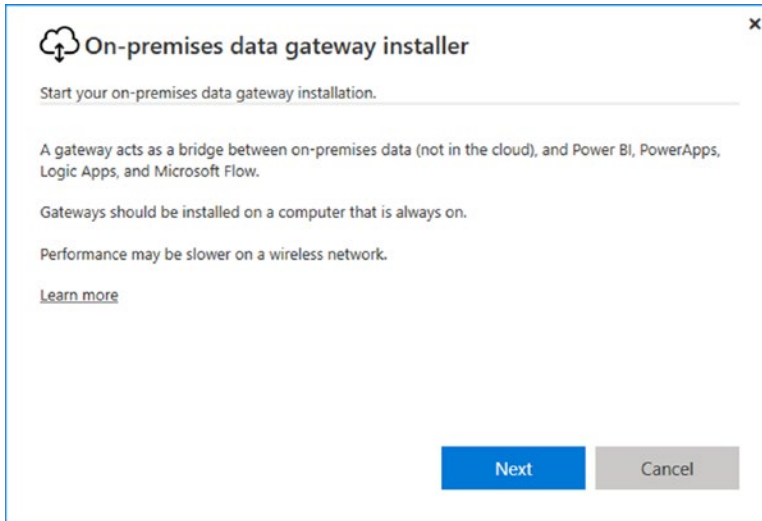 On-premises data gateway installer
Start your on-premises data gateway installation.
A gateway acts as a bridge between on-premises data (not in the cloud), and Power BI, PowerApps,
Logic Apps, and Microsoft Flow.
Gateways should be installed on a computer that is always on.
Performance may be slower on a wireless network.
Learn more
Next Cancel